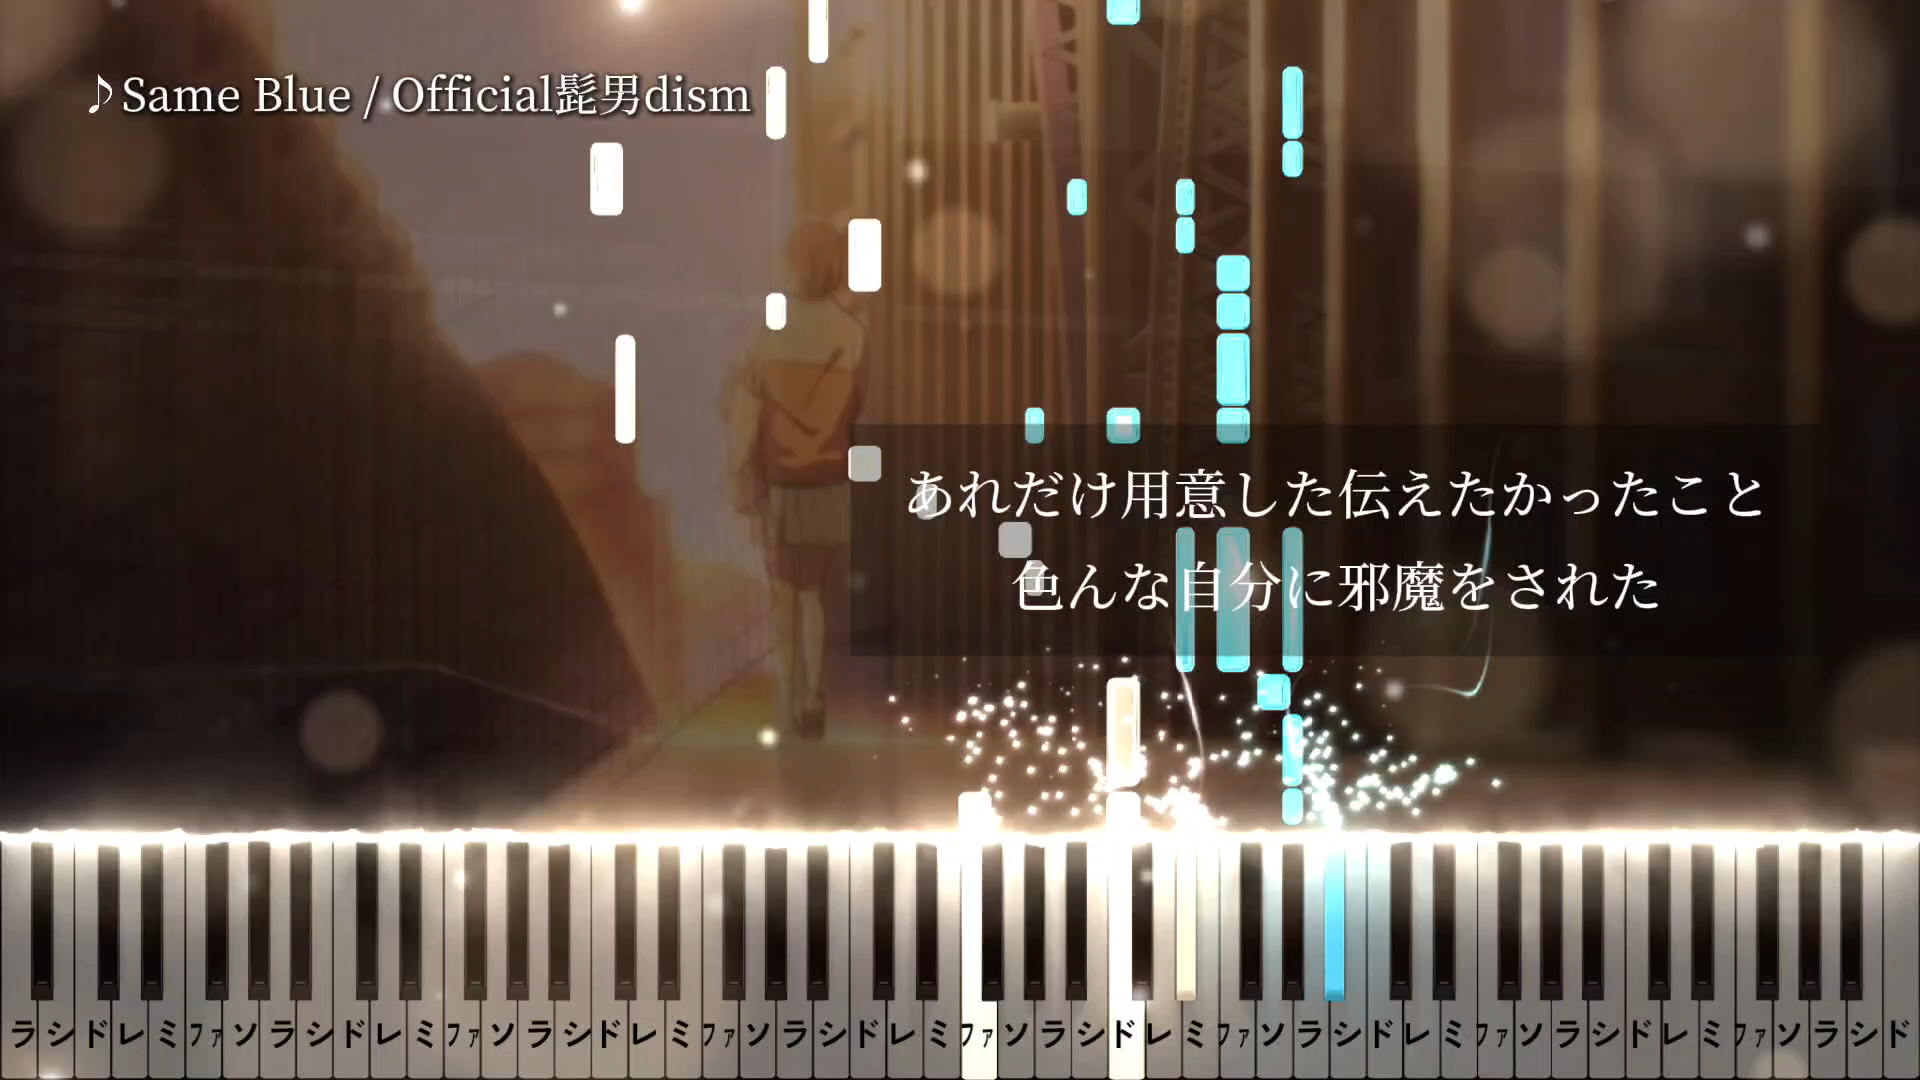 ♪Same Blue / Official髭男dism
あれだけ用意した伝えたかったこと
色んな自分に邪魔をされた
ラシドレミファソラシドレミファソラシドレミファソラシドレミファソラシドレミファソラシドレミファソラシドレミファソラシド